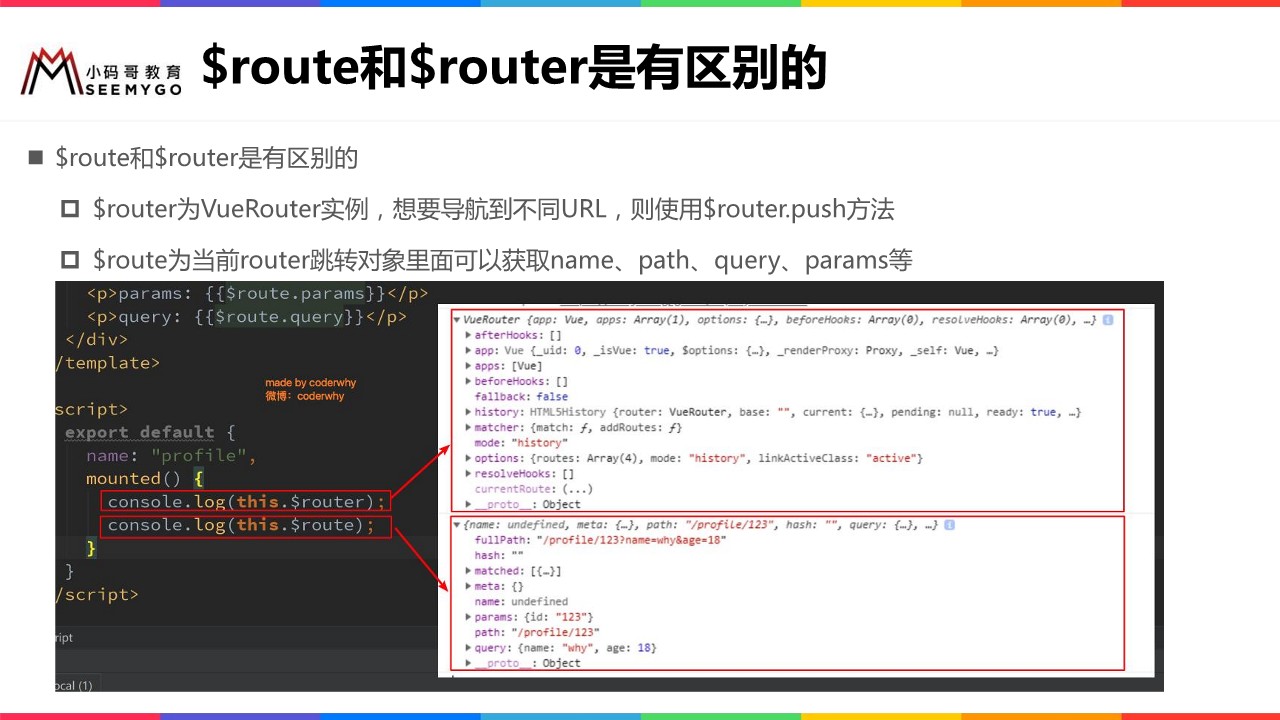 小码哥教育
SEEMYGO
$route和$router是有区别的
$route和$router是有区别的
$router为VueRouter实例，想要导航到不同URL，则使用$router.push方法
$route为当前router跳转对象里面可以获取name、path、query、params等
<p>params: {{$route.params}}</p>
<p>query: {{$route.query}}</p>
</div>
/template>
made by coderwhy
微博：coderwhy
script>
export default {
name: "profile",
mounted() {
console.log(this.$router);
console.log(this.$route);
}
}
/script>
ript
ocal (1)
VueRouter {app: Vue, apps: Array(1), options: {…}, beforeHooks: Array(0), resolveHooks: Array(0), …}
afterHooks: []
app: Vue {_uid: 0, _isVue: true, $options: {…}, _renderProxy: Proxy, _self: Vue, …}
apps: [Vue]
beforeHooks: []
fallback: false
history: HTML5History {router: VueRouter, base: "", current: {…}, pending: null, ready: true, …}
matcher: {match: ƒ, addRoutes: ƒ}
mode: "history"
options: {routes: Array(4), mode: "history", linkActiveClass: "active"}
resolveHooks: []
currentRoute: (...)
__proto__: Object
{name: undefined, meta: {…}, path: "/profile/123", hash: "", query: {…}, …}
fullPath: "/profile/123?name=why&age=18"
hash: ""
matched: [{…}]
meta: {}
name: undefined
params: {id: "123"}
path: "/profile/123"
query: {name: "why", age: 18}
__proto__: Object